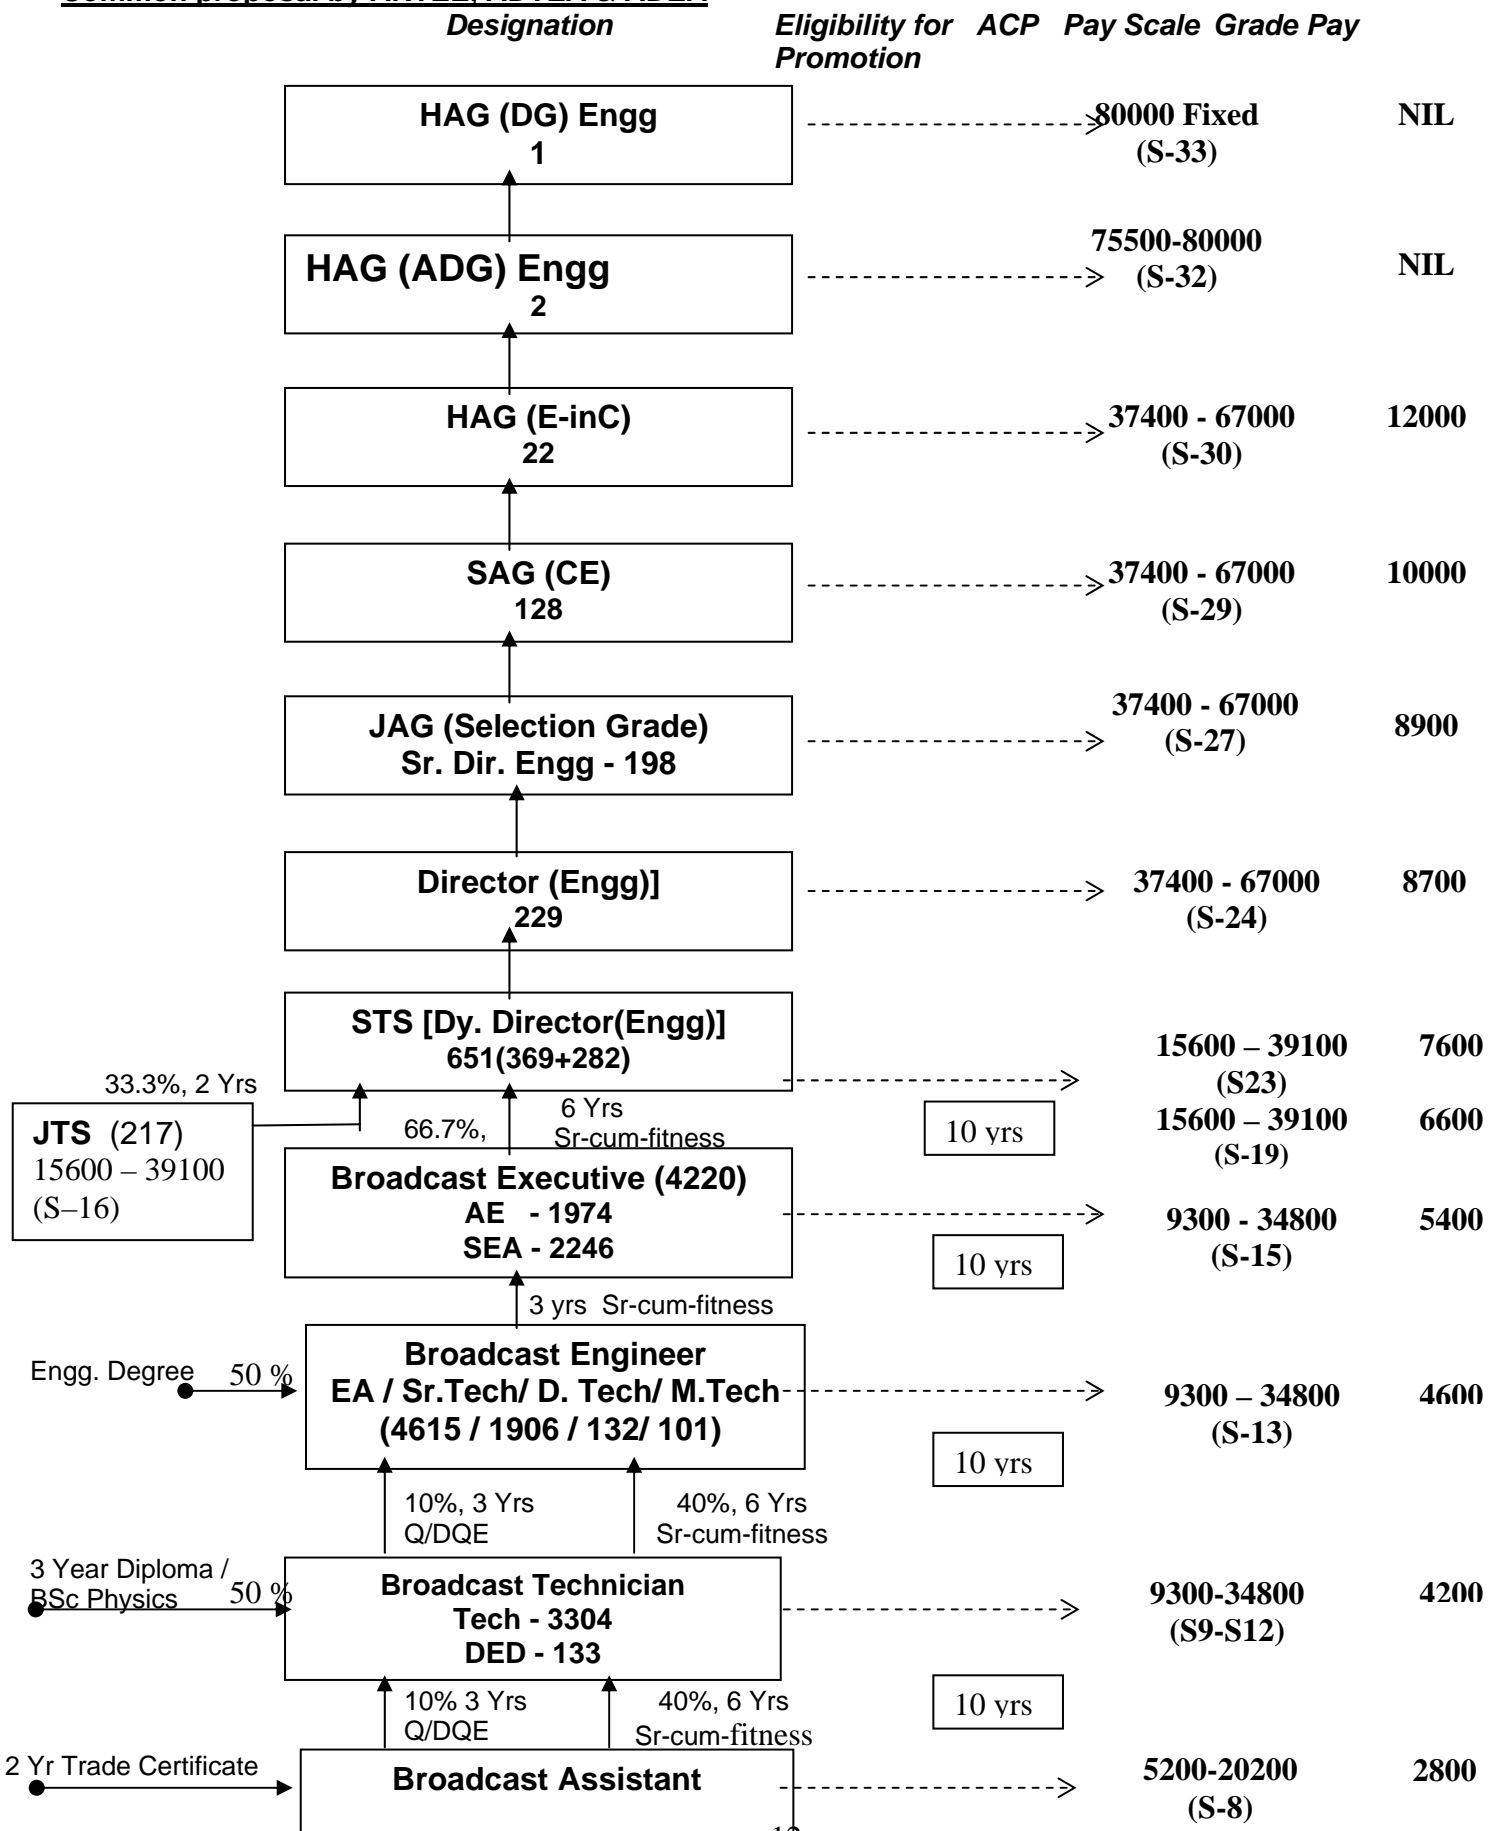 Designation Eligibility for ACP Pay Scale Grade Pay
Promotion
HAG (DG) Engg
1
80000 Fixed NIL
(S-33)
HAG (ADG) Engg
2
75500-80000
(S-32) NIL
HAG (E-inC)
22
37400 - 67000 12000
(S-30)
SAG (CE)
128
37400 - 67000 10000
(S-29)
JAG (Selection Grade)
Sr. Dir. Engg - 198
37400 - 67000
(S-27) 8900
Director (Engg)]
229
37400 - 67000 8700
(S-24)
STS [Dy. Director(Engg)]
651(369+282)
15600 – 39100 7600
(S23)
33.3%, 2 Yrs
JTS (217)
15600 – 39100
(S–16)
66.7%,
6 Yrs
Sr-cum-fitness
10 yrs
15600 – 39100 6600
(S-19)
Broadcast Executive (4220)
AE - 1974
SEA - 2246
9300 - 34800 5400
(S-15)
10 yrs
3 yrs Sr-cum-fitness
Engg. Degree 50 %
Broadcast Engineer
EA / Sr.Tech/ D. Tech/ M.Tech
(4615 / 1906 / 132/ 101)
9300 – 34800 4600
(S-13)
10 yrs
10%, 3 Yrs
Q/DQE
40%, 6 Yrs
Sr-cum-fitness
3 Year Diploma /
BSc Physics 50 %
Broadcast Technician
Tech - 3304
DED - 133
9300-34800 4200
(S9-S12)
10% 3 Yrs
Q/DQE
40%, 6 Yrs
Sr-cum-fitness
10 yrs
2 Yr Trade Certificate
Broadcast Assistant
5200-20200 2800
(S-8)